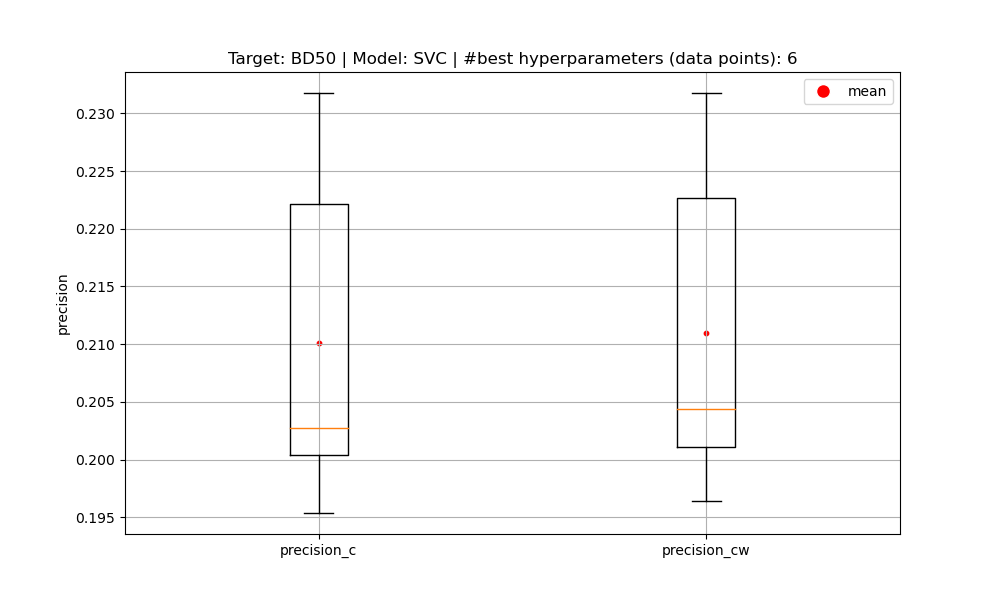 Target: BD50 | Model: SVC | #best hyperparameters (data points): 6
mean
0.230
0.225
0.220
0.215
0.210
0.205
0.200
0.195
precision
precision_c
precision_cw